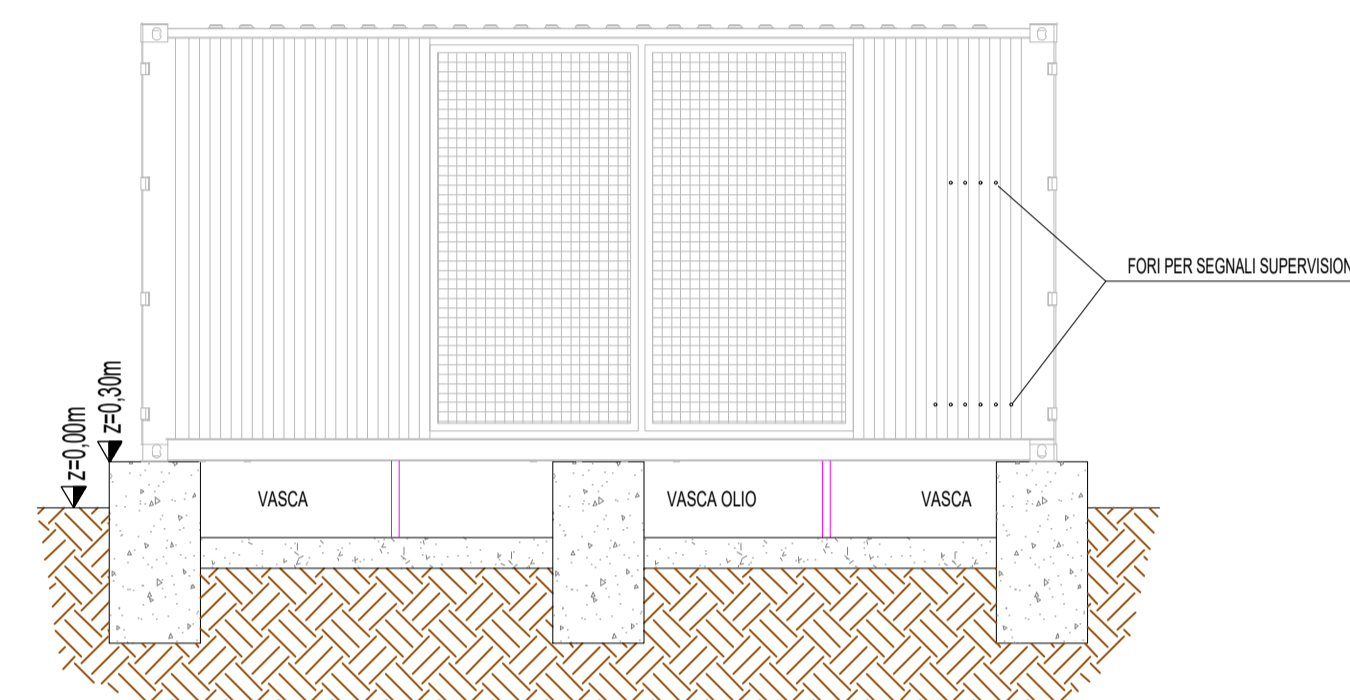 FORI PER SEGNALI SUPERVISION
z=0,30m
z=0,00m
VASCA
VASCA OLIO
VASCA